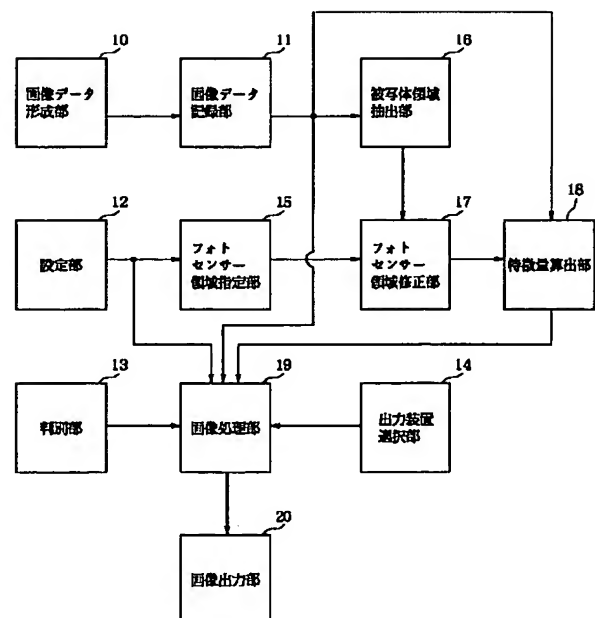 10
画像データ
形成部
11
画像データ
記録部
16
被写体領域
抽出部
12
設定部
15
フォト
センサー
領域指定部
17
フォト
センサー
領域修正部
18
特徴量算出部
13
判別部
19
画像処理部
14
出力装置
選択部
20
画像出力部